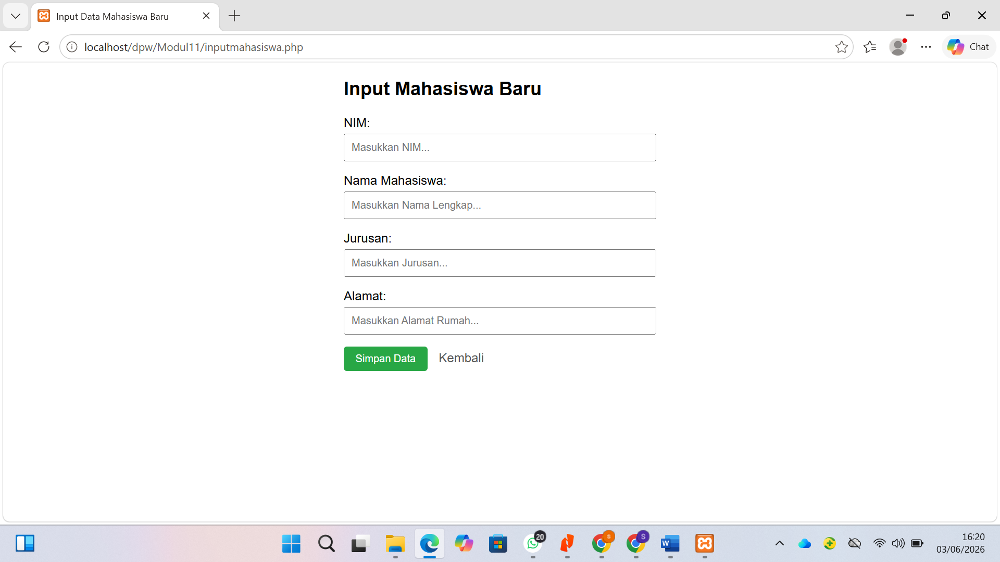 Input Data Mahasiswa Baru
localhost/dpw/Modul11/inputmahasiswa.php
Chat
Input Mahasiswa Baru
NIM:
Masukkan NIM...
Nama Mahasiswa:
Masukkan Nama Lengkap...
Jurusan:
Masukkan Jurusan...
Alamat:
Masukkan Alamat Rumah...
Simpan Data Kembali
20
S
S
W
16:20
03/06/2026